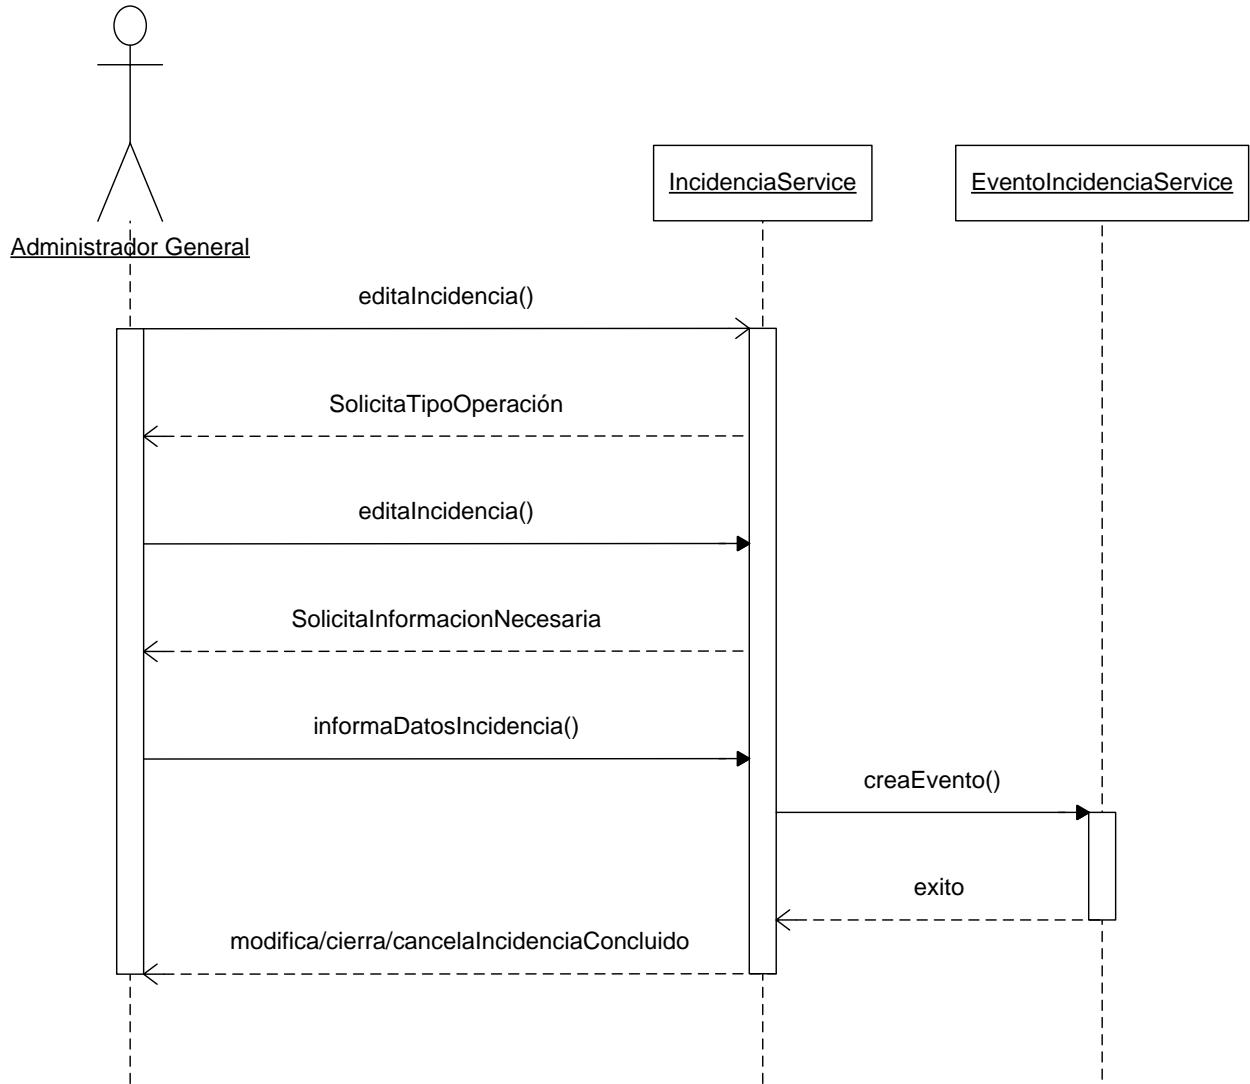 IncidenciaService
EventoIncidenciaService
Administrador General
editaIncidencia()
SolicitaTipoOperación
editaIncidencia()
SolicitaInformacionNecesaria
informaDatosIncidencia()
creaEvento()
exito
modifica/cierra/cancelaIncidenciaConcluido